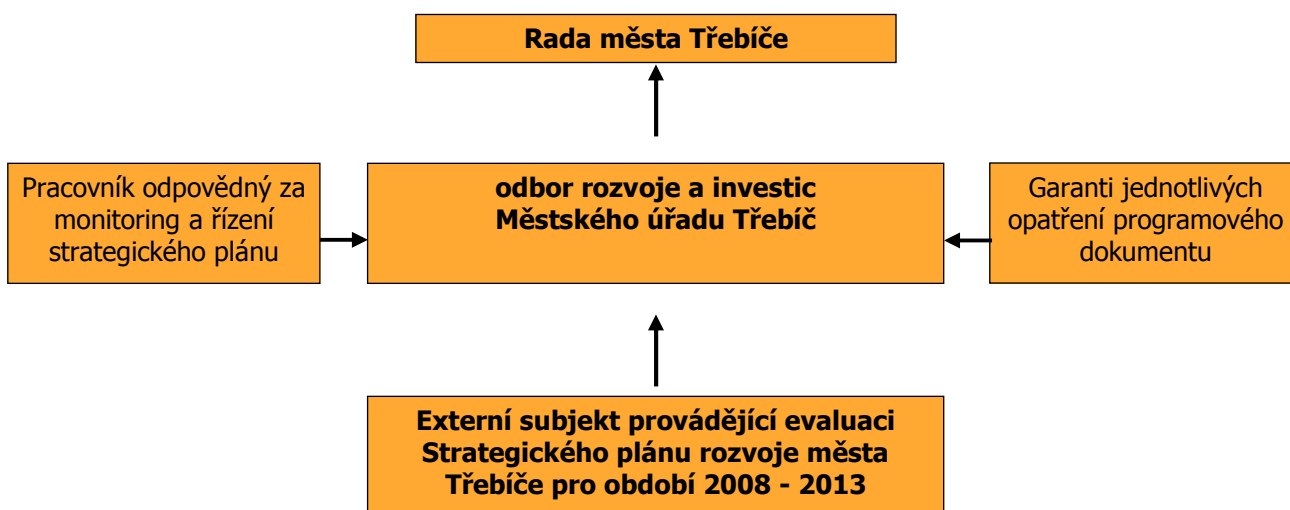 Rada města Třebíče
Pracovník odpovědný za
monitoring a řízení
strategického plánu
odbor rozvoje a investic
Městského úřadu Třebíč
Garanti jednotlivých
opatření programového
dokumentu
Externí subjekt provádějící evaluaci
Strategického plánu rozvoje města
Třebíče pro období 2008 - 2013